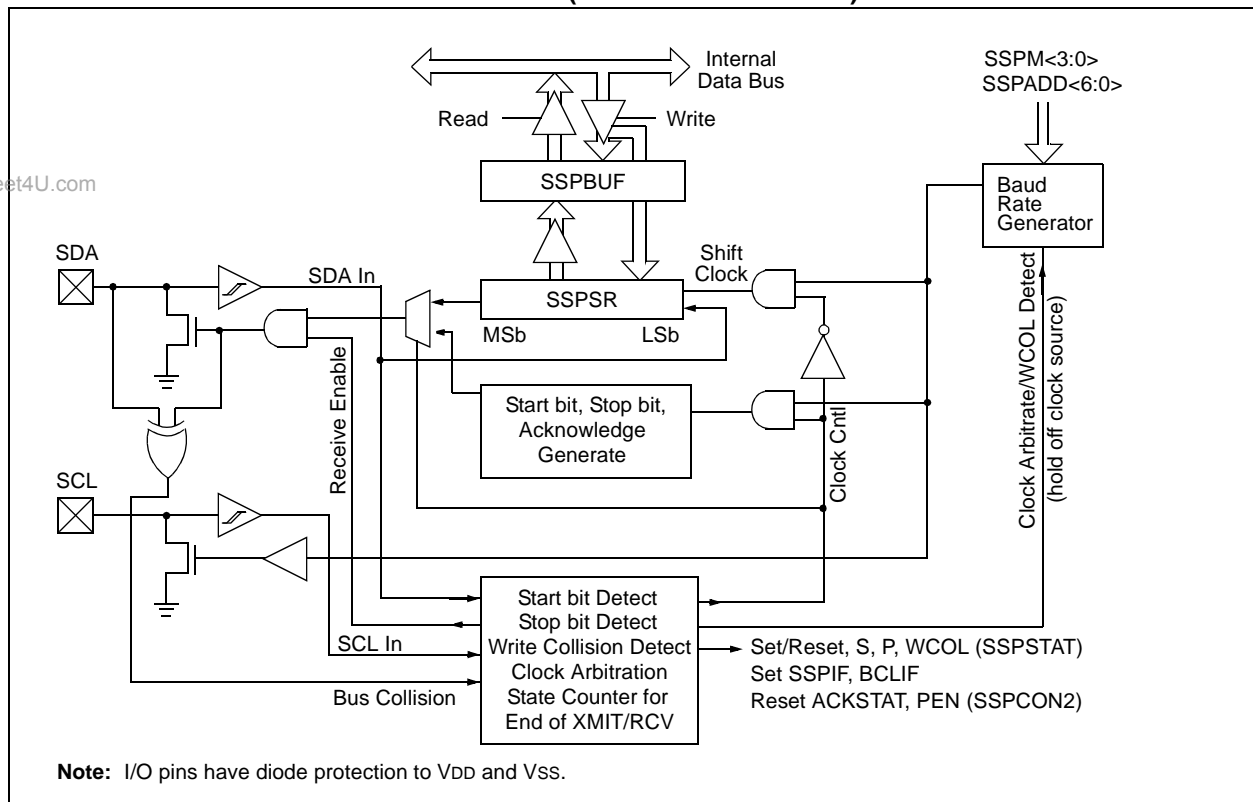 Internal
Data Bus
SSPM<3:0>
SSPADD<6:0>
Read
Write
eet4U.com
SSPBUF
Baud
Rate
Generator
SDA
SDA In
Shift
Clock
SSPSR
MSb
LSb
Receive Enable
Start bit, Stop bit,
Acknowledge
Generate
Clock Cntl
Clock Arbitrate/WCOL Detect
(hold off clock source)
SCL
SCL In
Bus Collision
Start bit Detect
Stop bit Detect
Write Collision Detect
Clock Arbitration
State Counter for
End of XMIT/RCV
Set/Reset, S, P, WCOL (SSPSTAT)
Set SSPIF, BCLIF
Reset ACKSTAT, PEN (SSPCON2)
Note: I/O pins have diode protection to VDD and VSS.